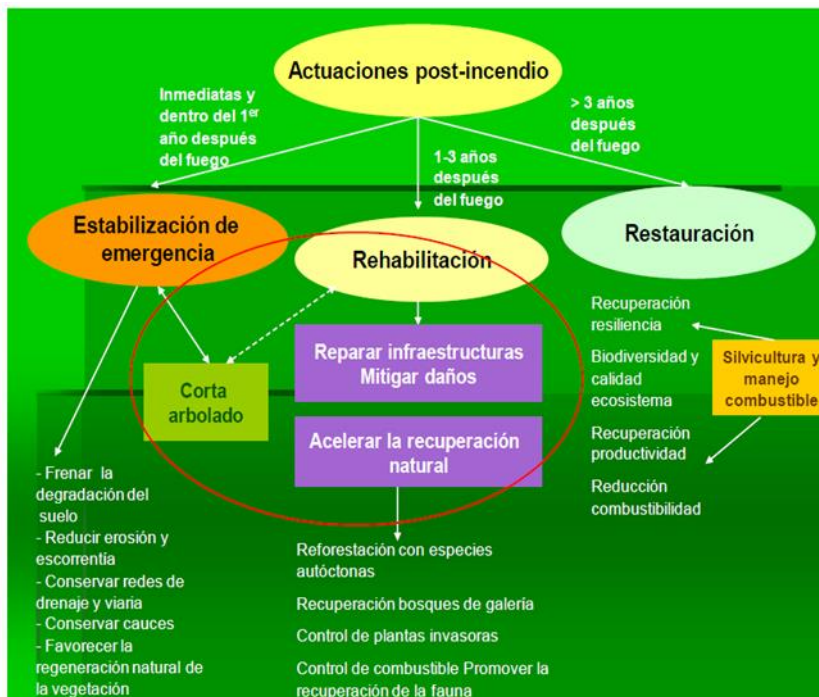 Actuaciones post-incendio
Inmediatas y
dentro del 1er
año después
del fuego
1-3 años
después
del fuego
> 3 años
después
del fuego
Estabilización de
emergencia
Rehabilitación
Restauración
Corta
arbolado
Reparar infraestructuras
Mitigar daños
Acelerar la recuperación
natural
Recuperación
resiliencia
Biodiversidad y
calidad
ecosistema
Recuperación
productividad
Reducción
combustibilidad
Silvicultura y
manejo
combustible
- Frenar la
degradación del
suelo
- Reducir erosión y
escorrentía
- Conservar redes de
drenaje y viaria
- Conservar cauces
- Favorecer la
regeneración natural de
la vegetación
Reforestación con especies
autóctonas
Recuperación bosques de galería
Control de plantas invasoras
Control de combustible Promover la
recuperación de la fauna